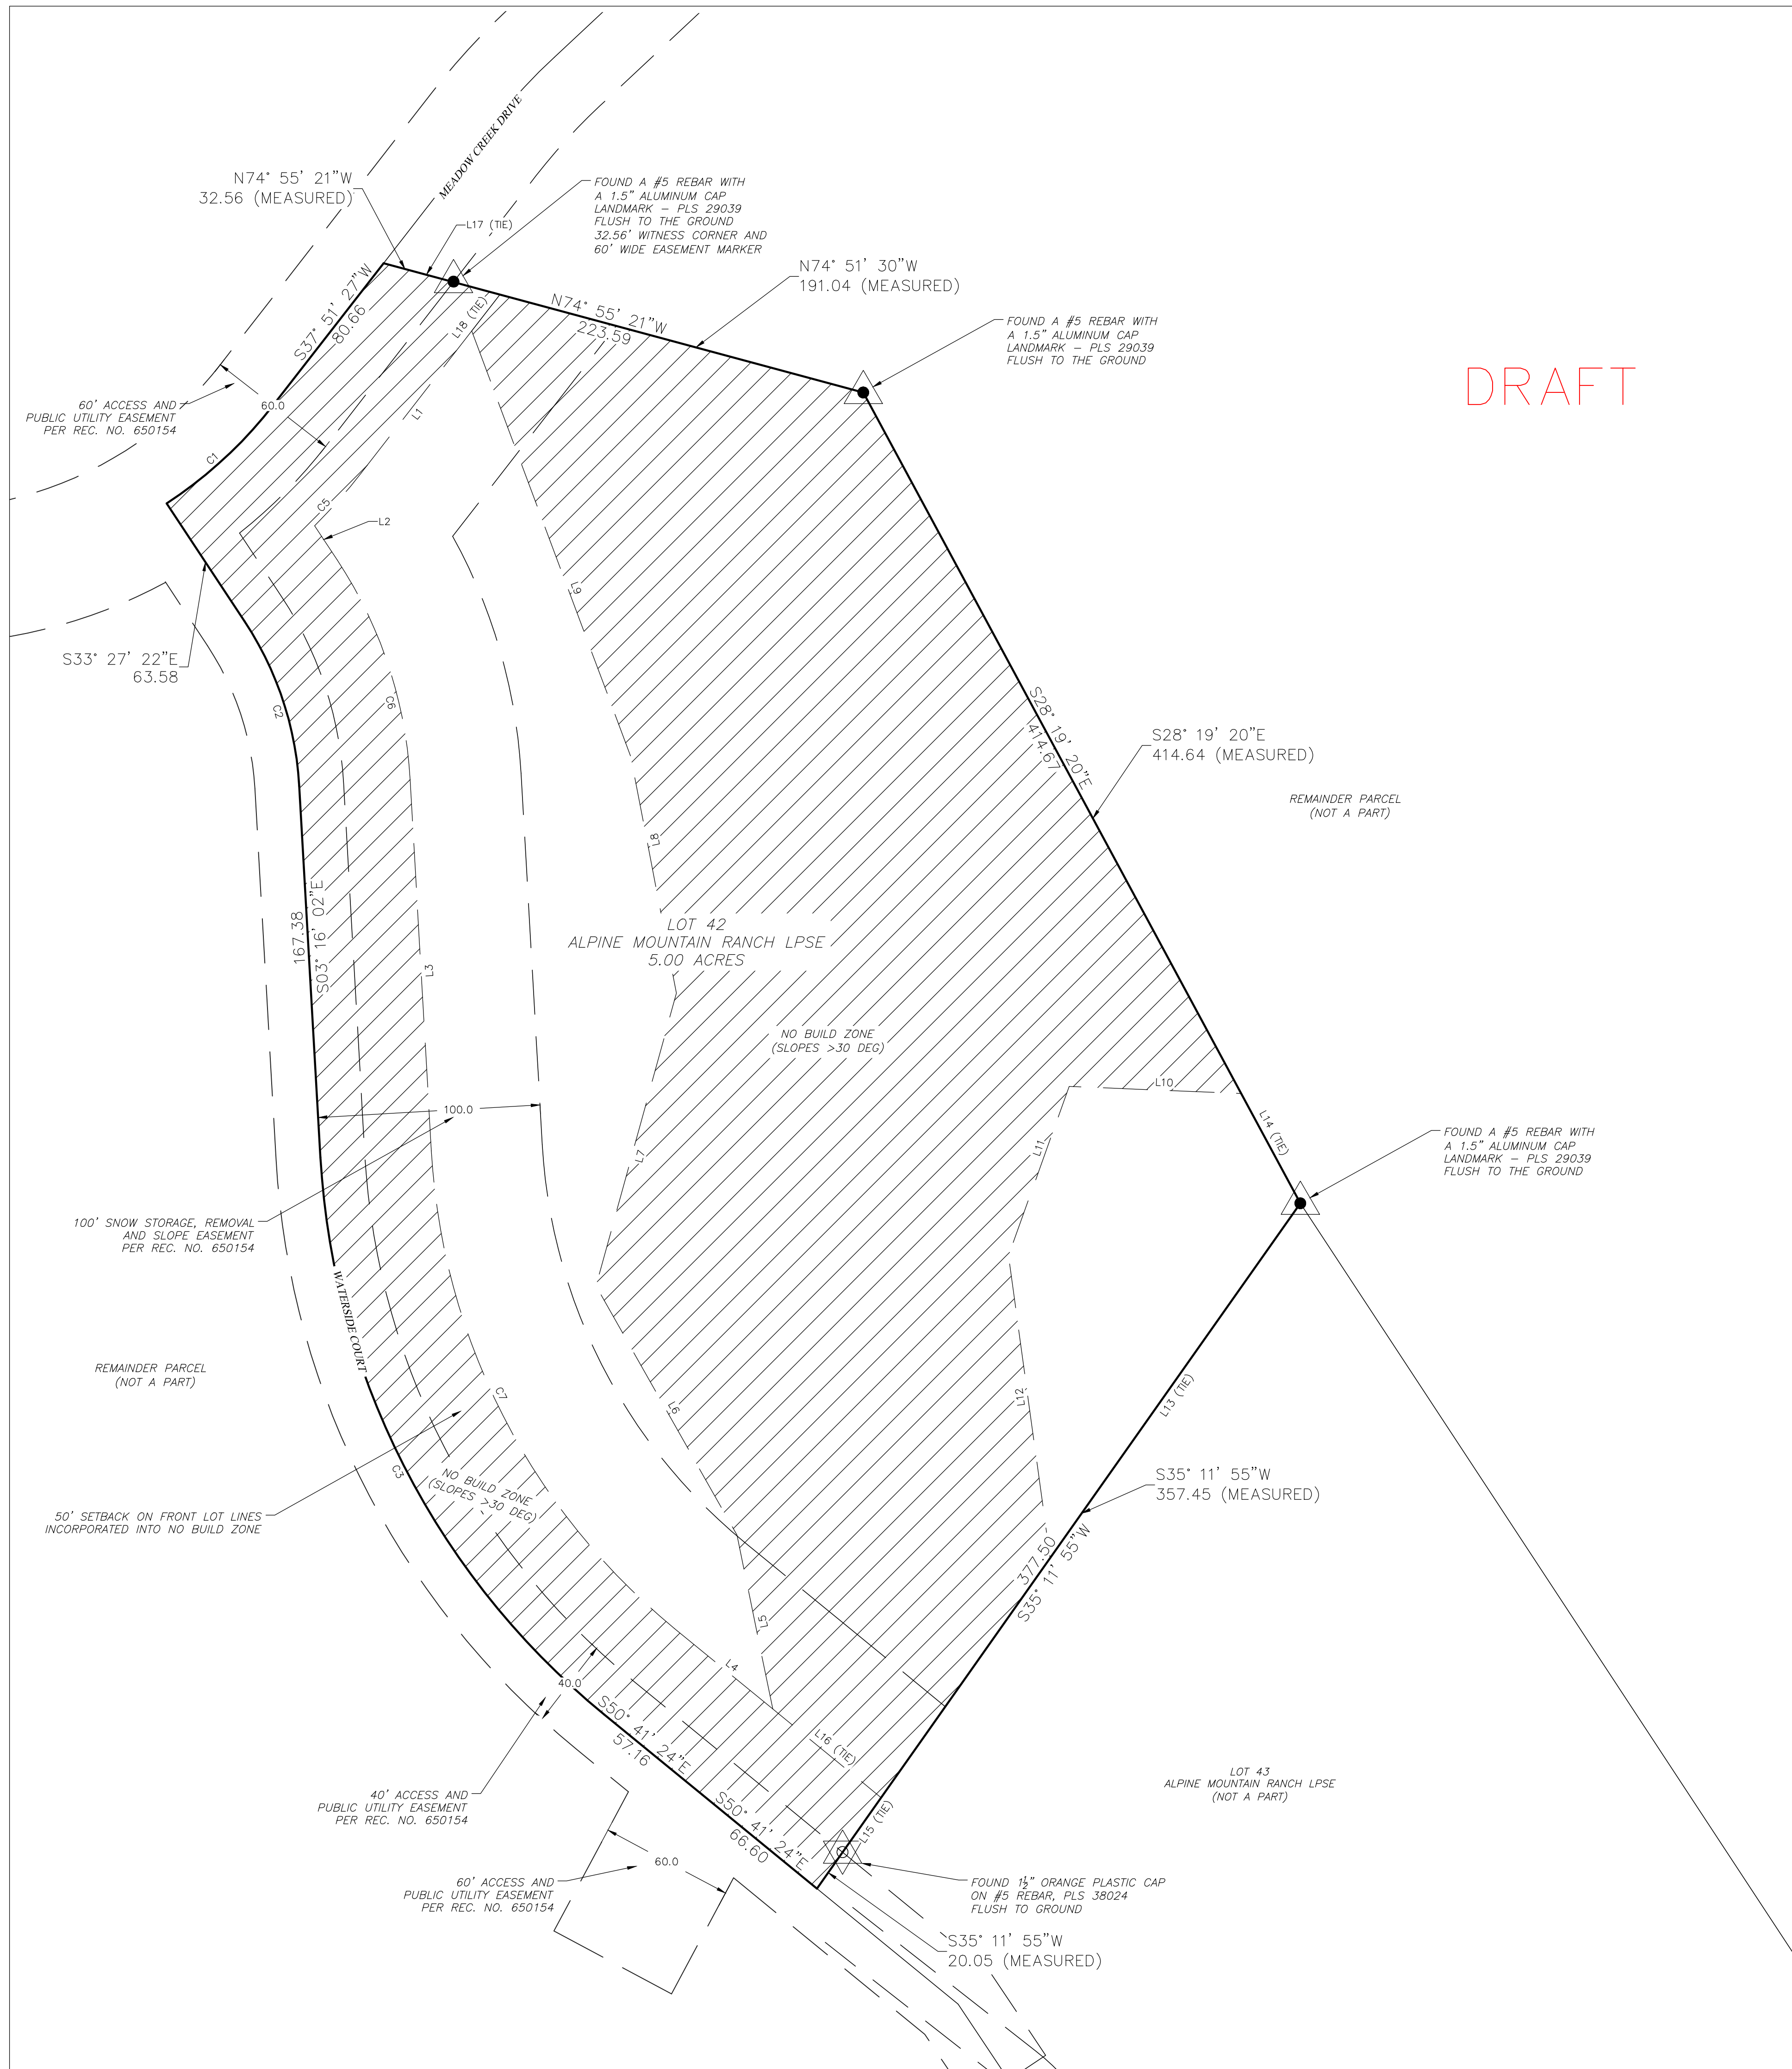 MEADOW CREEK DRIVE
N74° 55' 21"W
32.56 (MEASURED)
L17 (TIE)
FOUND A #5 REBAR WITH
A 1.5" ALUMINUM CAP
LANDMARK – PLS 29039
FLUSH TO THE GROUND
32.56' WITNESS CORNER AND
60' WIDE EASEMENT MARKER
N74° 51' 30"W
191.04 (MEASURED)
S37° 51' 27"W
80.66
L18 (TIE)
N74° 55' 21"W
223.59
FOUND A #5 REBAR WITH
A 1.5" ALUMINUM CAP
LANDMARK – PLS 29039
FLUSH TO THE GROUND
DRAFT
60' ACCESS AND
PUBLIC UTILITY EASEMENT
PER REC. NO. 650154
60.0
L1
C1
C5
L2
L9
S33° 27' 22"E
63.58
C2
C6
S28° 19' 20"E
414.67
S28° 19' 20"E
414.64 (MEASURED)
REMAINDER PARCEL
(NOT A PART)
L8
LOT 42
ALPINE MOUNTAIN RANCH LPSE
5.00 ACRES
167.38
S03° 16' 02"E
L3
NO BUILD ZONE
(SLOPES >30 DEG)
L10
100.0
L14 (TIE)
L11
L7
FOUND A #5 REBAR WITH
A 1.5" ALUMINUM CAP
LANDMARK – PLS 29039
FLUSH TO THE GROUND
100' SNOW STORAGE, REMOVAL
AND SLOPE EASEMENT
PER REC. NO. 650154
WATERSIDE COURT
REMAINDER PARCEL
(NOT A PART)
C7
L6
L12
L13 (TIE)
C3
NO BUILD ZONE
(SLOPES >30 DEG)
S35° 11' 55"W
357.45 (MEASURED)
50' SETBACK ON FRONT LOT LINES
INCORPORATED INTO NO BUILD ZONE
377.50
S35° 11' 55"W
L5
L4
40.0
S50° 41' 24"E
57.16
L16 (TIE)
40' ACCESS AND
PUBLIC UTILITY EASEMENT
PER REC. NO. 650154
LOT 43
ALPINE MOUNTAIN RANCH LPSE
(NOT A PART)
S50° 41' 24"E
66.60
L15 (TIE)
60.0
60' ACCESS AND
PUBLIC UTILITY EASEMENT
PER REC. NO. 650154
FOUND 1½" ORANGE PLASTIC CAP
ON #5 REBAR, PLS 38024
FLUSH TO GROUND
S35° 11' 55"W
20.05 (MEASURED)